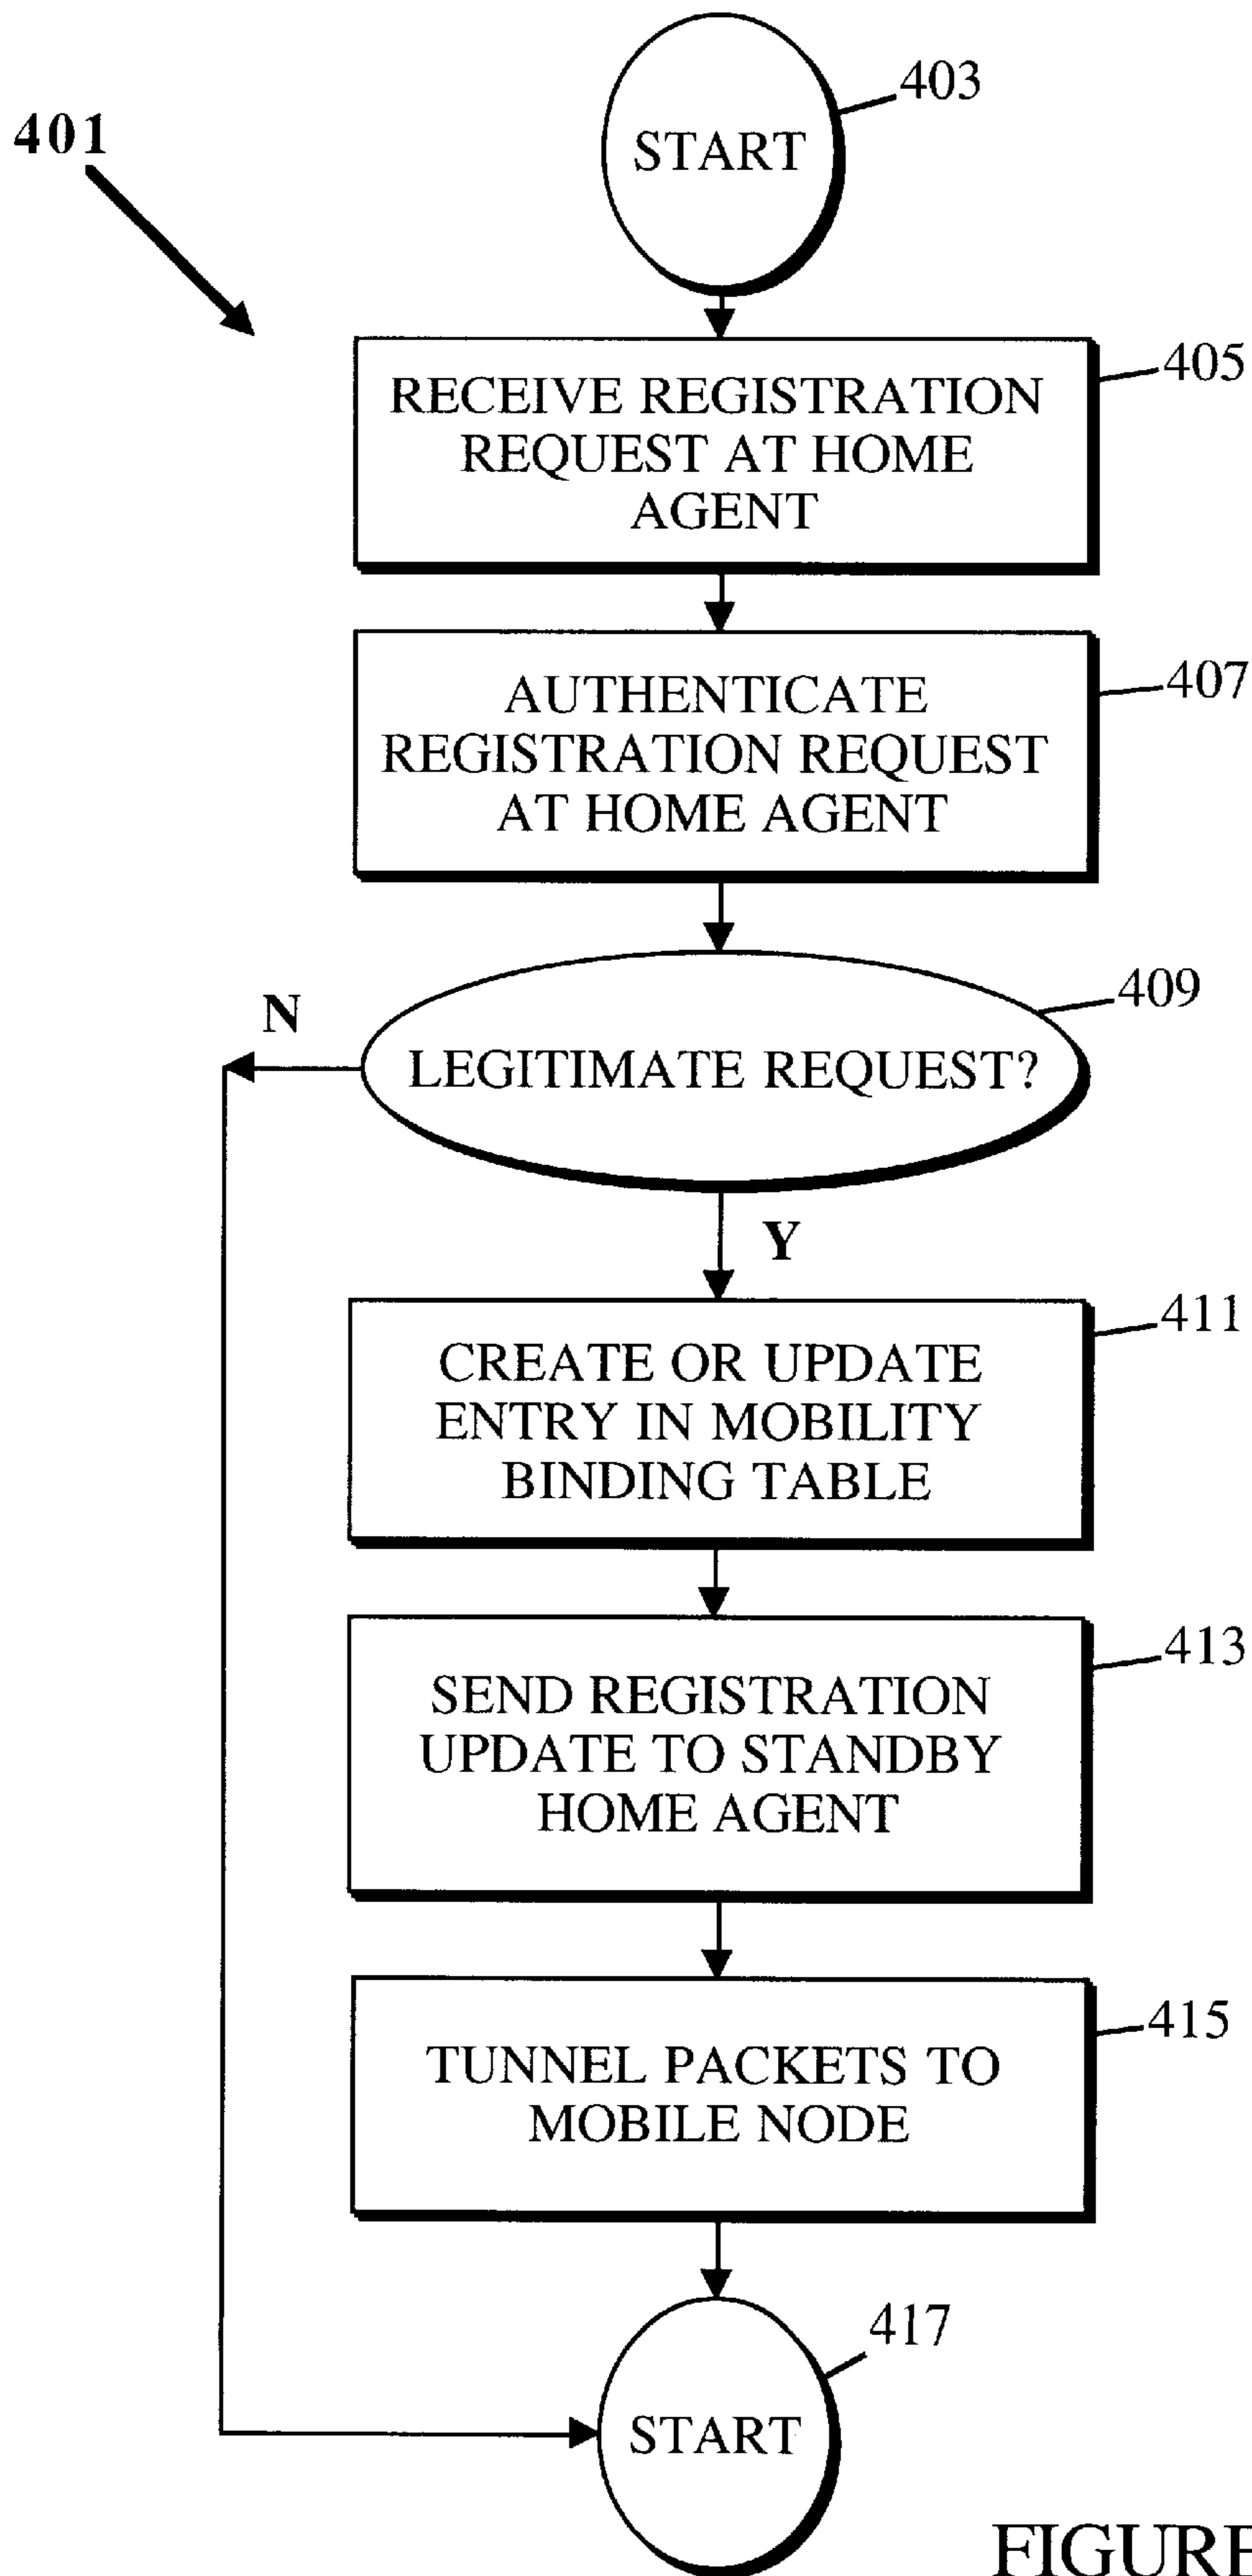 403
401
START
405
RECEIVE REGISTRATION
REQUEST AT HOME
AGENT
407
AUTHENTICATE
REGISTRATION REQUEST
AT HOME AGENT
409
N
LEGITIMATE REQUEST?
Y
411
CREATE OR UPDATE
ENTRY IN MOBILITY
BINDING TABLE
413
SEND REGISTRATION
UPDATE TO STANDBY
HOME AGENT
415
TUNNEL PACKETS TO
MOBILE NODE
417
START
FIGURE